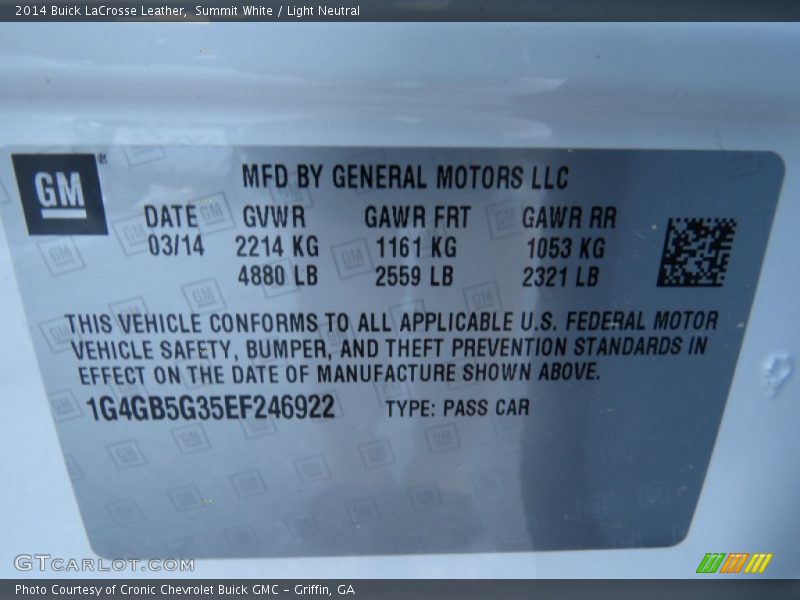 2014 Buick LaCrosse Leather,  Summit White / Light Neutral
GM
MFD BY GENERAL MOTORS LLC
DATE GVWR GAWR FRT GAWR RR
03/14 2214 KG 1161 KG 1053 KG
4880 LB 2559 LB 2321 LB
THIS VEHICLE CONFORMS TO ALL APPLICABLE U.S. FEDERAL MOTOR
VEHICLE SAFETY, BUMPER, AND THEFT PREVENTION STANDARDS IN
EFFECT ON THE DATE OF MANUFACTURE SHOWN ABOVE.
1G4GB5G35EF246922 TYPE: PASS CAR
GTCARLOT.COM
Photo Courtesy of Cronic Chevrolet Buick GMC – Griffin, GA